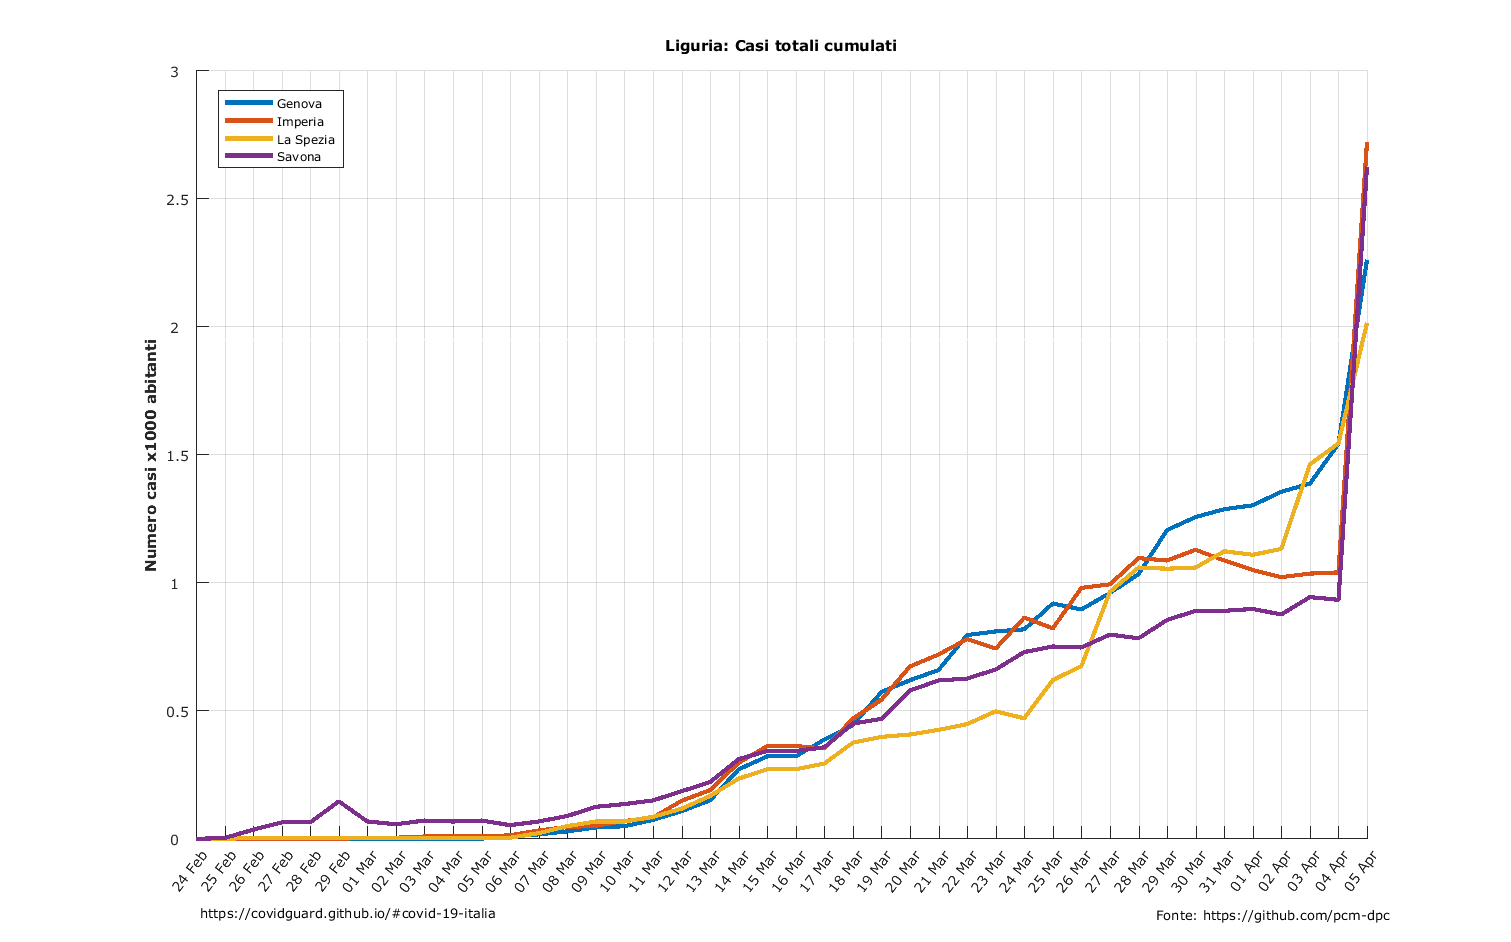 Liguria: Casi totali cumulati
Numero casi x1000 abitanti
3
2.5
2
1.5
1
0.5
0
Genova
Imperia
La Spezia
Savona
24 Feb
25 Feb
26 Feb
27 Feb
28 Feb
29 Feb
01 Mar
02 Mar
03 Mar
04 Mar
05 Mar
06 Mar
07 Mar
08 Mar
09 Mar
10 Mar
11 Mar
12 Mar
13 Mar
14 Mar
15 Mar
16 Mar
17 Mar
18 Mar
19 Mar
20 Mar
21 Mar
22 Mar
23 Mar
24 Mar
25 Mar
26 Mar
27 Mar
28 Mar
29 Mar
30 Mar
31 Mar
01 Apr
02 Apr
03 Apr
04 Apr
05 Apr
https://covidguard.github.io/#covid-19-italia
Fonte: https://github.com/pcm-dpc